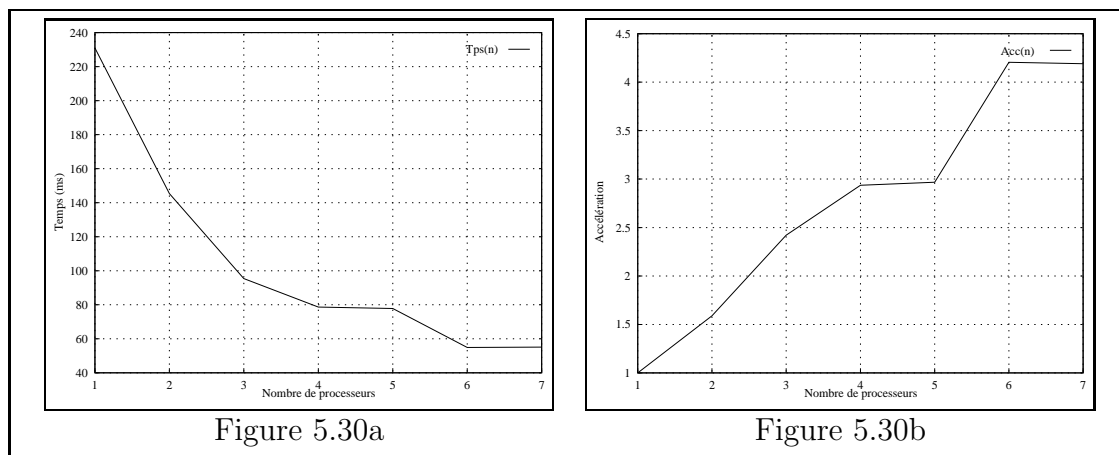 240
220
200
180
160
140
120
100
80
60
40
Temps (ms)
Tps(n)
1 2 3 4 5 6 7
Nombre de processeurs
Figure 5.30a
4.5
4
3.5
3
2.5
2
1.5
1
Accélération
Acc(n)
1 2 3 4 5 6 7
Nombre de processeurs
Figure 5.30b